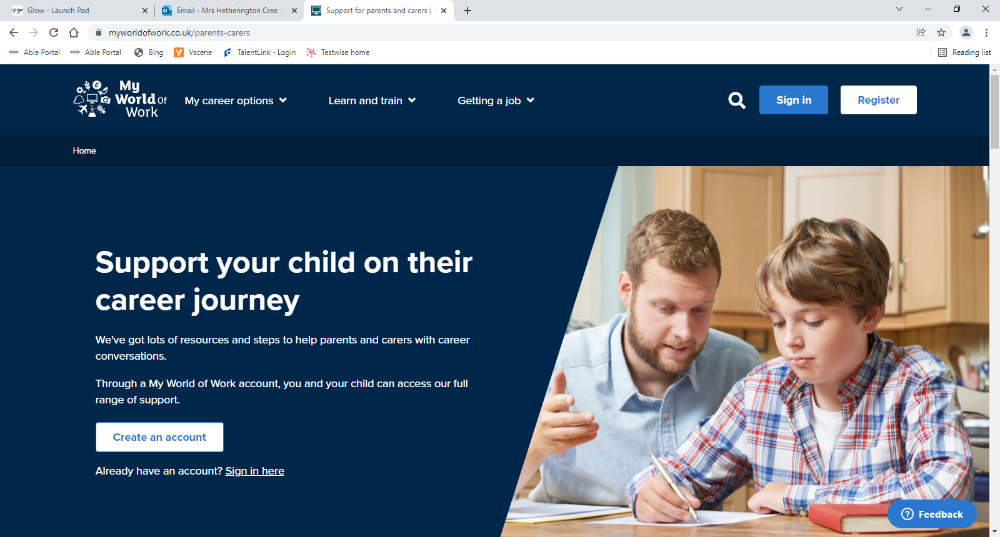 glow Glow - Launch Pad
Email - Mrs Hetherington Cree -
Support for parents and carers |
myworldofwork.co.uk/parents-carers
Able Portal
Able Portal
Bing
Vscene
TalentLink - Login
Testwise home
Reading list
My
World OF
Work
My career options
Learn and train
Getting a job
Sign in
Register
Home
Support your child on their
career journey
We've got lots of resources and steps to help parents and carers with career
conversations.
Through a My World of Work account, you and your child can access our full
range of support.
Create an account
Already have an account? Sign in here
Feedback